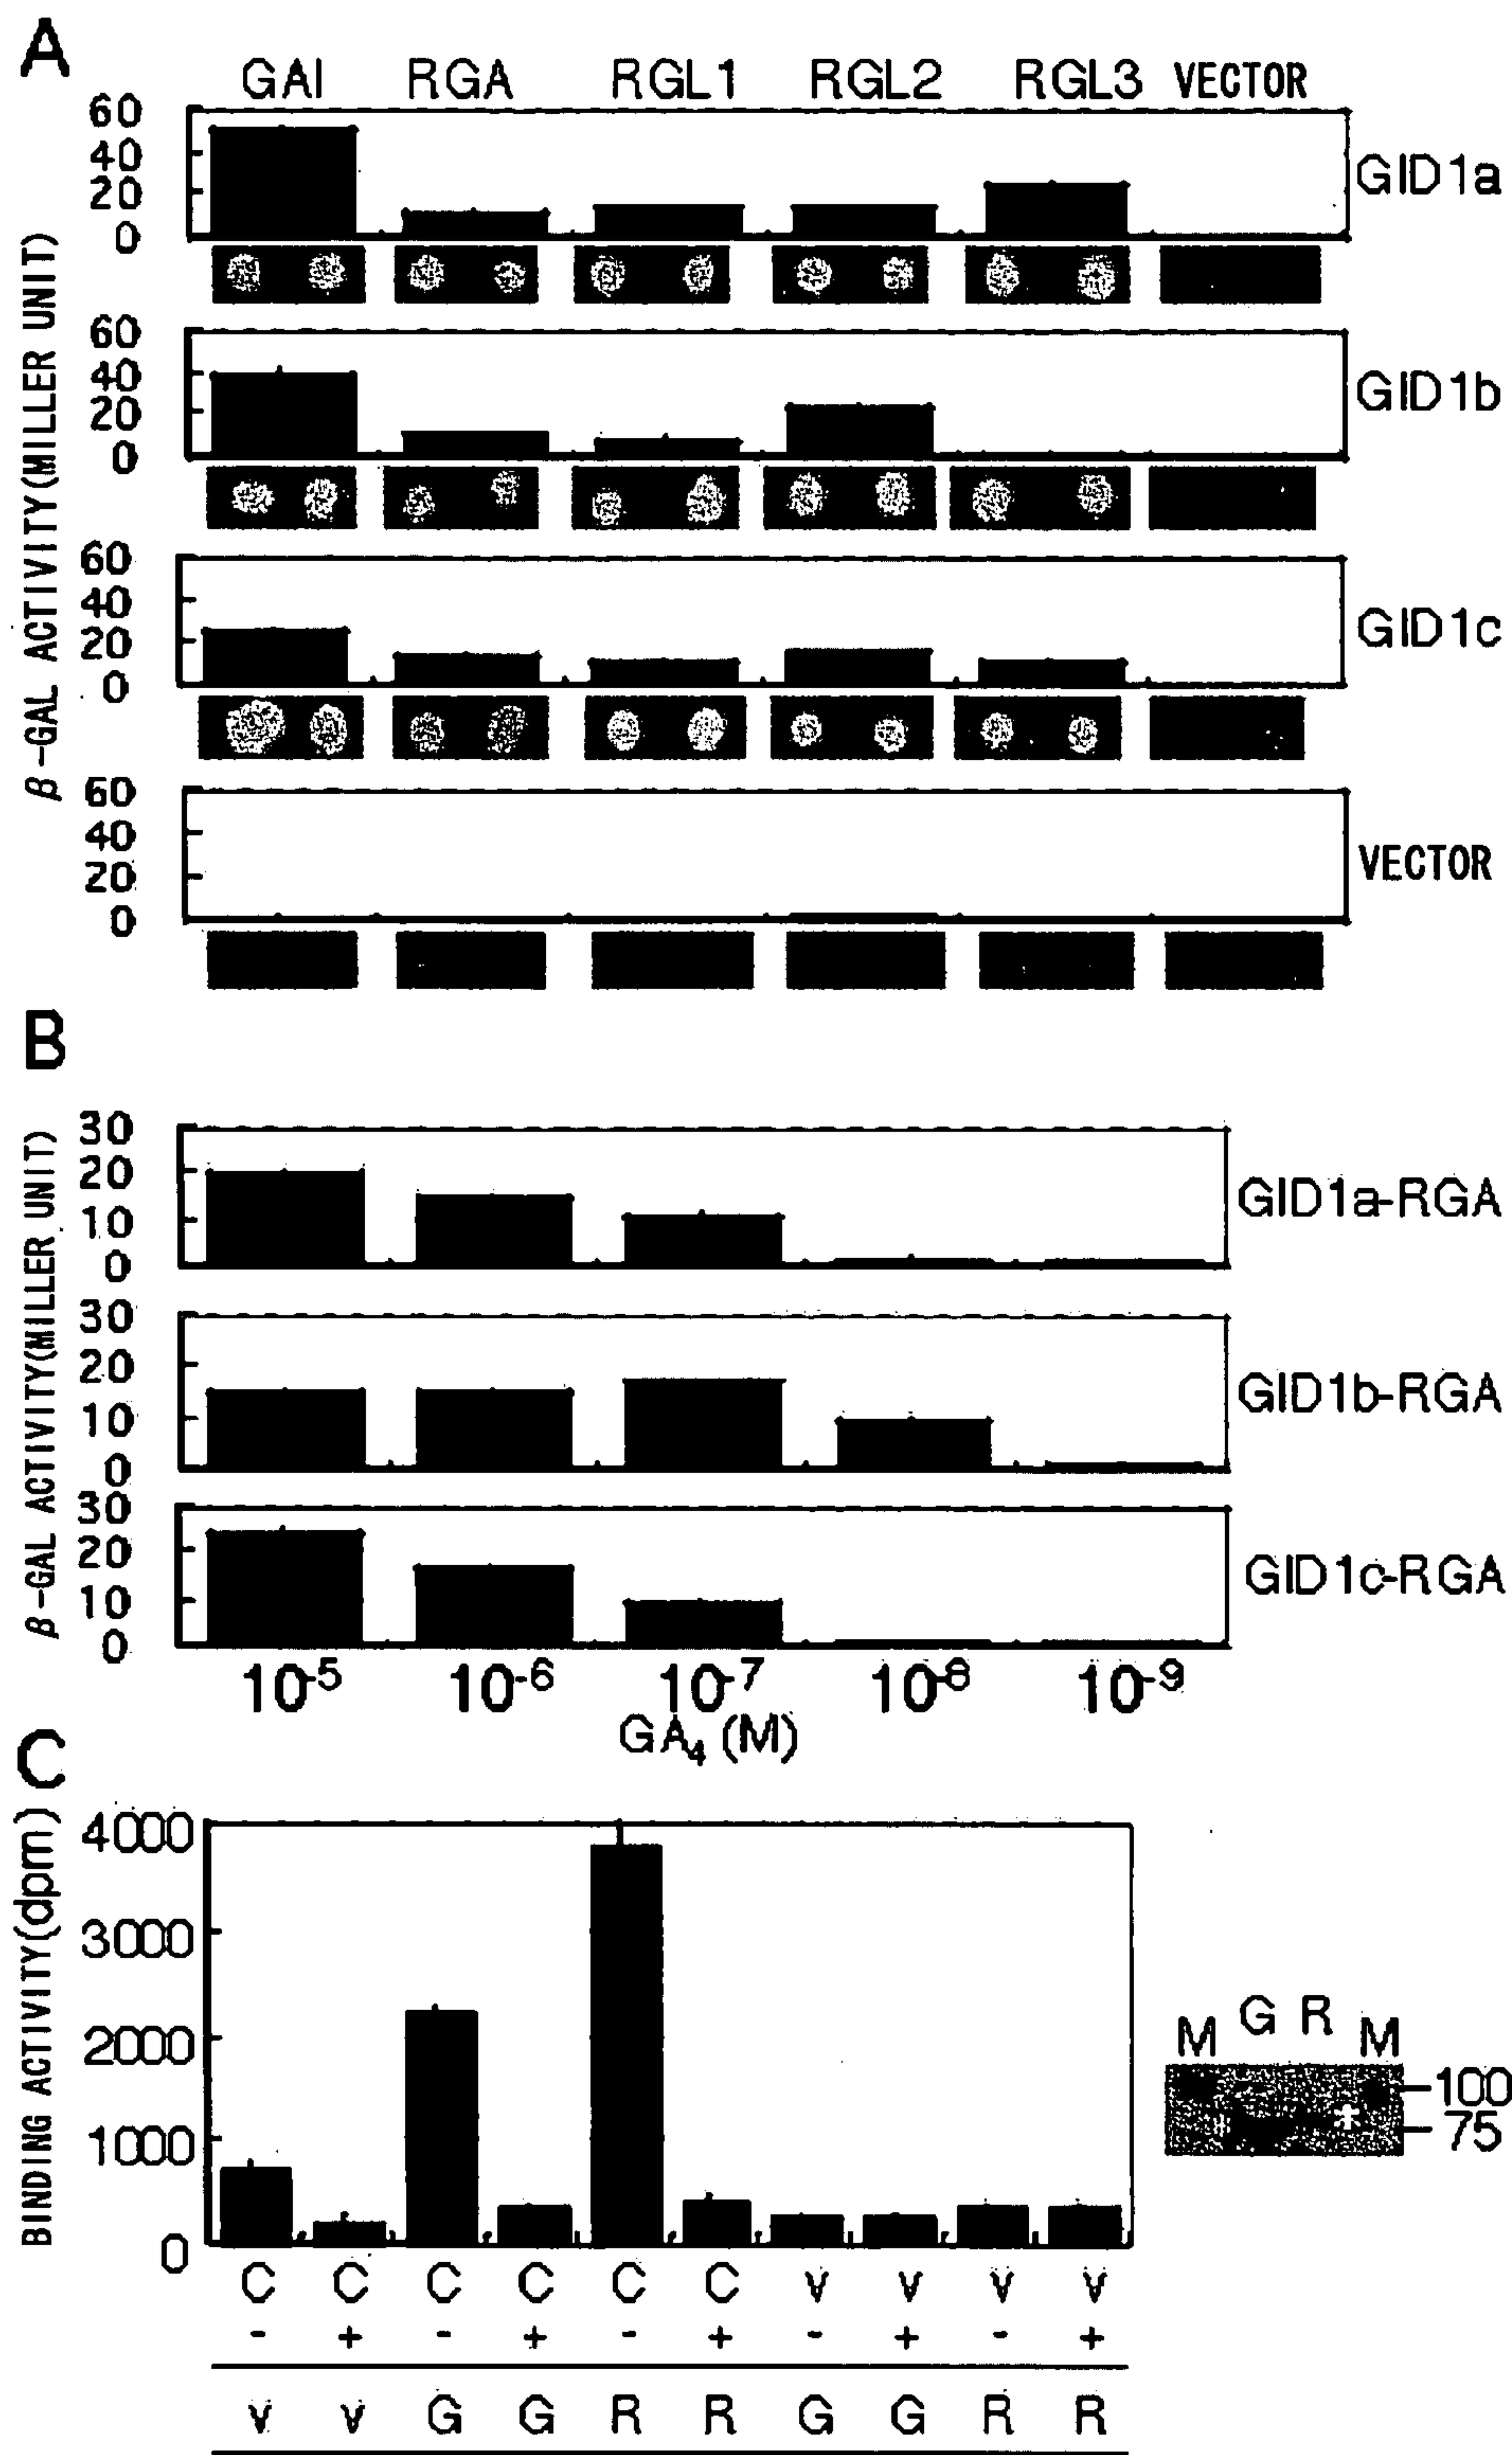 A
GAI RGA RGL1 RGL2 RGL3 VECTOR
β-GAL ACTIVITY(MILLER UNIT)
60
40
20
0
GID1a
60
40
20
0
GID1b
60
40
20
0
GID1c
60
40
20
0
VECTOR
B
β-GAL ACTIVITY(MILLER UNIT)
30
20
10
0
GID1a-RGA
30
20
10
0
GID1b-RGA
30
20
10
0
GID1c-RGA
10-5 10-6 10-7 10-8 10-9
GA4 (M)
C
BINDING ACTIVITY(dpm)
4000
3000
2000
1000
0
C C C C C C v v v v
- + - + - + - + - +
v v G G R R G G R R
M G R M
* *
100
75